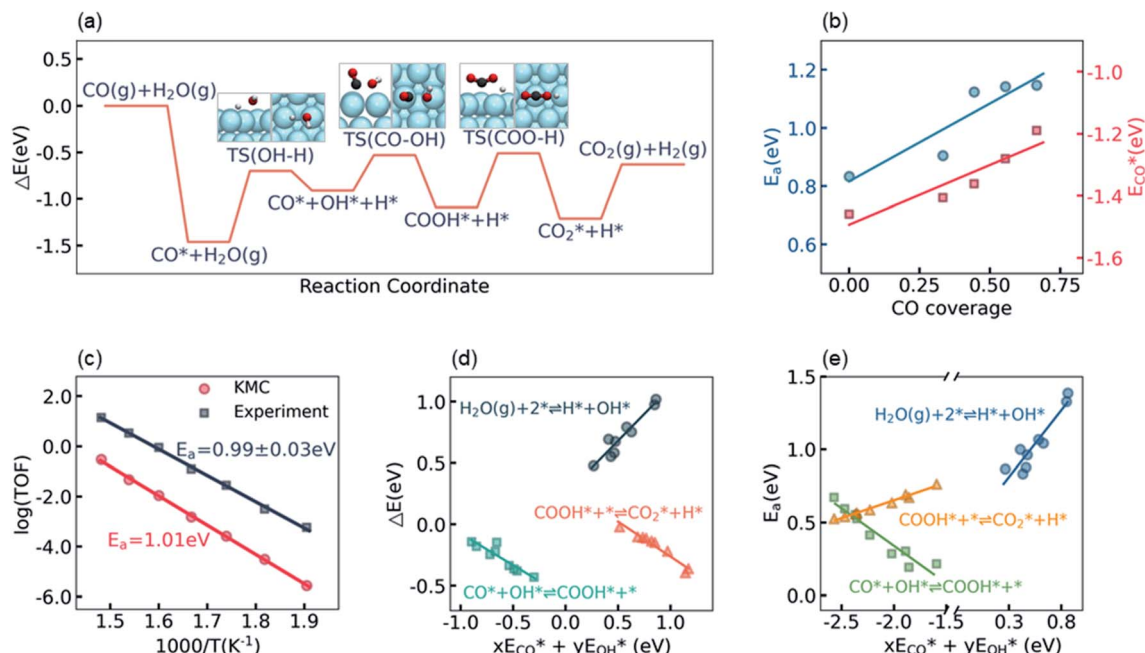 (a)
0.5
0.0
-0.5
-1.0
-1.5
ΔE(eV)
CO(g)+H₂O(g)
TS(OH-H)
TS(CO-OH)
TS(COO-H)
CO₂(g)+H₂(g)
CO*+OH*+H*
COOH*+H*
CO₂*+H*
CO*+H₂O(g)
Reaction Coordinate
(b)
1.2
1.0
0.8
0.6
Eₐ(eV)
-1.0
-1.2
-1.4
-1.6
E_CO*(eV)
0.00 0.25 0.50 0.75
CO coverage
(c)
2.0
0.0
-2.0
-4.0
-6.0
log(TOF)
KMC
Experiment
Eₐ=0.99±0.03eV
Eₐ=1.01eV
1.5 1.6 1.7 1.8 1.9
1000/T(K⁻¹)
(d)
1.0
0.5
0.0
-0.5
ΔE(eV)
H₂O(g)+2*⇌H*+OH*
COOH*+*⇌CO₂*+H*
CO*+OH*⇌COOH*+*
-1.0 -0.5 0.0 0.5 1.0
xE_CO* + yE_OH* (eV)
(e)
1.5
1.0
0.5
0.0
Eₐ(eV)
H₂O(g)+2*⇌H*+OH*
COOH*+*⇌CO₂*+H*
CO*+OH*⇌COOH*+*
-2.5 -2.0 -1.5 0.3 0.8
xE_CO* + yE_OH* (eV)